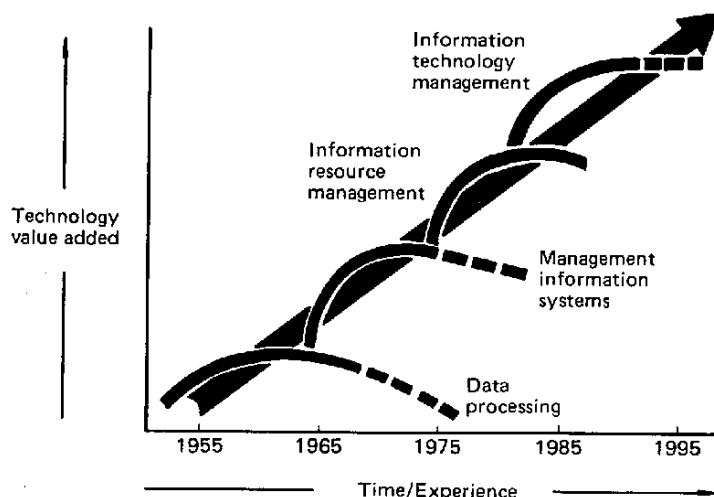 Information
technology
management
Information
resource
management
Technology
value added
Management
information
systems
Data
processing
1955 1965 1975 1985 1995
Time/Experience